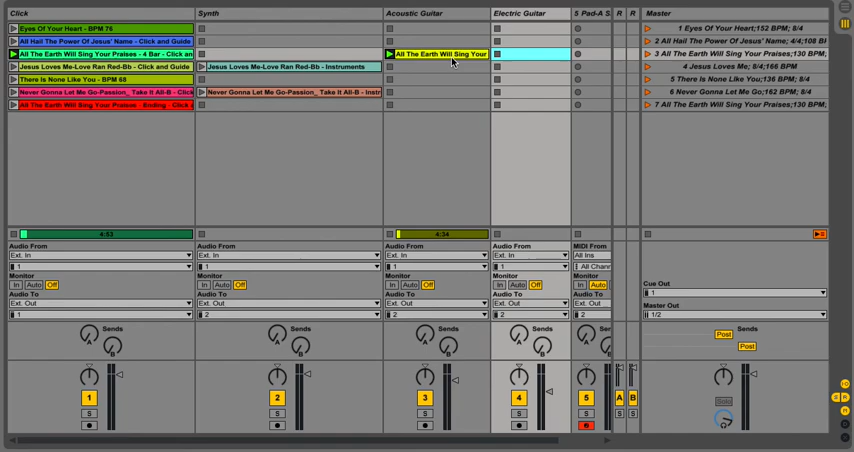 Click Synth Acoustic Guitar Electric Guitar 5 Pad-A S R R Master
Eyes Of Your Heart - BPM 76 1 Eyes Of Your Heart;152 BPM; 8/4
All Hail The Power Of Jesus' Name - Click and Guide 2 All Hail The Power Of Jesus' Name; 4/4;108 BI
All The Earth Will Sing Your Praises - 4 Bar - Click an All The Earth Will Sing Your 3 All The Earth Will Sing Your Praises;130 BPM;
Jesus Loves Me-Love Ran Red-Bb - Click and Guide Jesus Loves Me-Love Ran Red-Bb - Instruments 4 Jesus Loves Me; 8/4;166 BPM
There is None Like You - BPM 68 5 There Is None Like You;136 BPM; 8/4
Never Gonna Let Me Go-Passion_ Take It All-B - Click Never Gonna Let Me Go-Passion_ Take It All-B - Instr 6 Never Gonna Let Me Go;162 BPM; 8/4
All The Earth Will Sing Your Praises - Ending - Click A 7 All The Earth Will Sing Your Praises;130 BPM;
4:53 4:34
Audio From Audio From Audio From Audio From MIDI From
Ext. In Ext. In Ext. In Ext. In All Ins
1 1 1 1 All Chann
Monitor Monitor Monitor Monitor Monitor Cue Out
In Auto Off In Auto Off In Auto Off In Auto Off In Auto 1
Audio To Audio To Audio To Audio To Audio To Master Out
Ext. Out Ext. Out Ext. Out Ext. Out Ext. Out
1 2 2 2 1/2
Sends Sends Sends Sends Sen Sends
A A A A A Post
B B B B Post
1 2 3 4 5 A B
S S S S S S S Solo